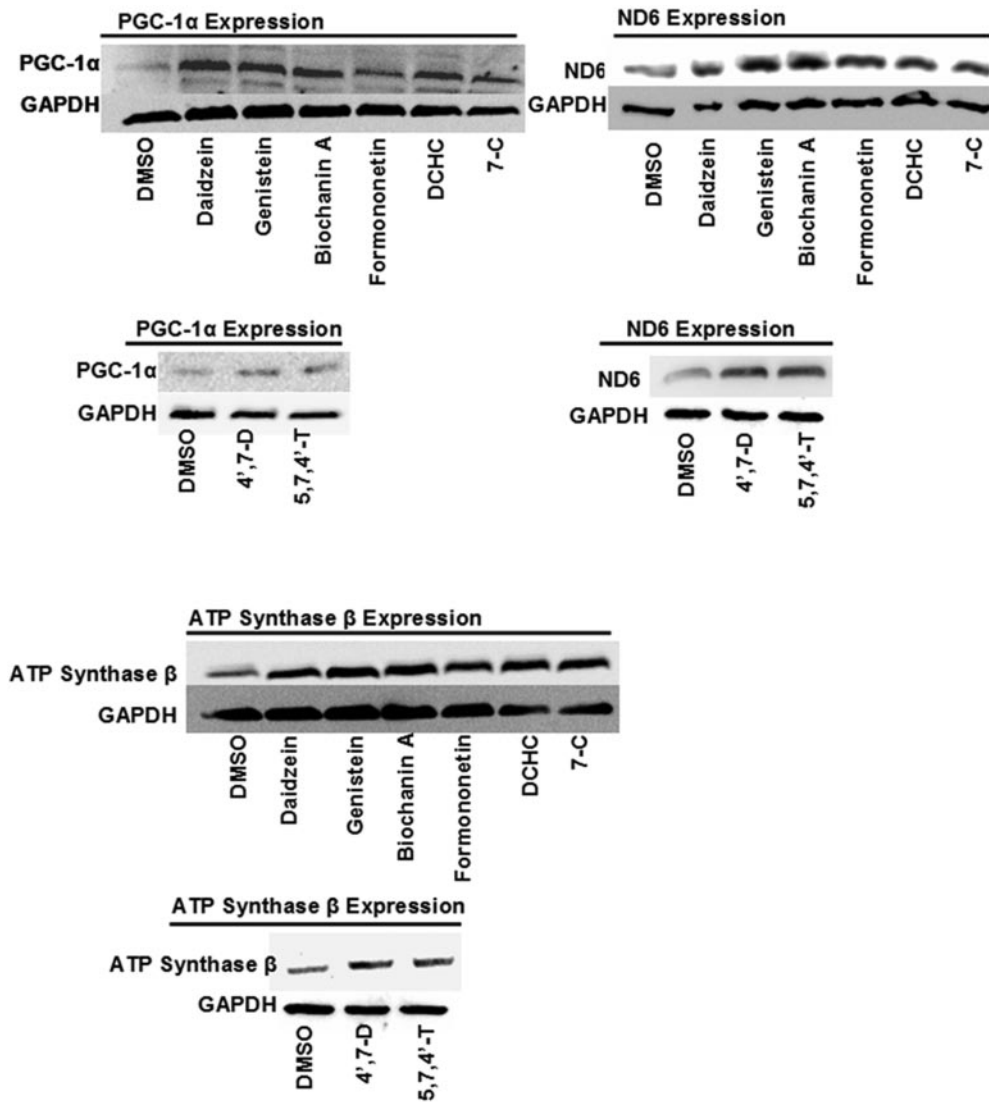 PGC-1α Expression
PGC-1α
GAPDH
DMSO
Daidzein
Genistein
Biochanin A
Formononetin
DCHC
7-C
ND6 Expression
ND6
GAPDH
DMSO
Daidzein
Genistein
Biochanin A
Formononetin
DCHC
7-C
PGC-1α Expression
PGC-1α
GAPDH
DMSO
4',7-D
5,7,4'-T
ND6 Expression
ND6
GAPDH
DMSO
4',7-D
5,7,4'-T
ATP Synthase β Expression
ATP Synthase β
GAPDH
DMSO
Daidzein
Genistein
Biochanin A
Formononetin
DCHC
7-C
ATP Synthase β Expression
ATP Synthase β
GAPDH
DMSO
4',7-D
5,7,4'-T